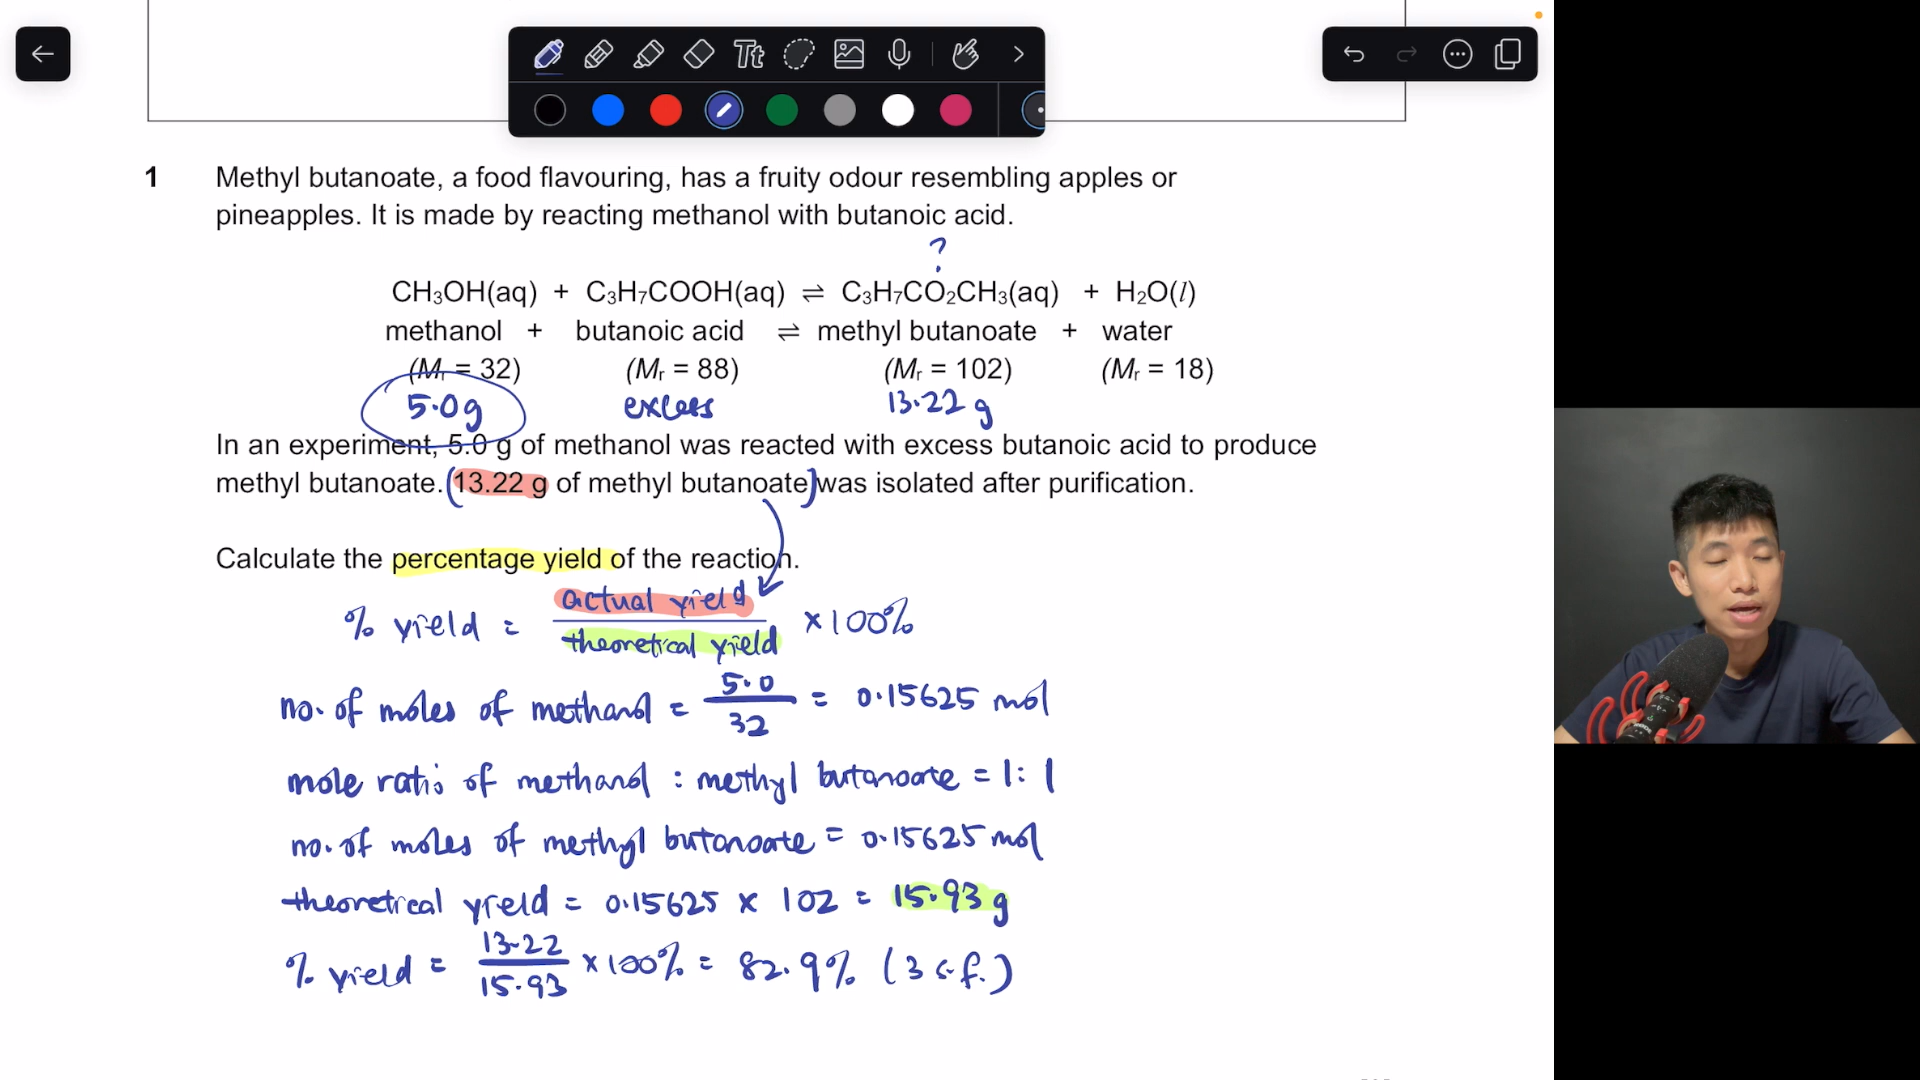 Tt
1 Methyl butanoate, a food flavouring, has a fruity odour resembling apples or
pineapples. It is made by reacting methanol with butanoic acid.
?
CH₃OH(aq) + C₃H₇COOH(aq) ⇌ C₃H₇CO₂CH₃(aq) + H₂O(l)
methanol + butanoic acid ⇌ methyl butanoate + water
(Mᵣ = 32) (Mᵣ = 88) (Mᵣ = 102) (Mᵣ = 18)
5.0g excess 13.22 g
In an experiment, 5.0 g of methanol was reacted with excess butanoic acid to produce
methyl butanoate. (13.22 g of methyl butanoate) was isolated after purification.
Calculate the percentage yield of the reaction.
% yield = actual yield / theoretical yield × 100%
no. of moles of methanol = 5.0 / 32 = 0.15625 mol
mole ratio of methanol : methyl butanoate = 1 : 1
no. of moles of methyl butanoate = 0.15625 mol
theoretical yield = 0.15625 × 102 = 15.93 g
% yield = 13.22 / 15.93 × 100% = 82.9% (3 s.f.)